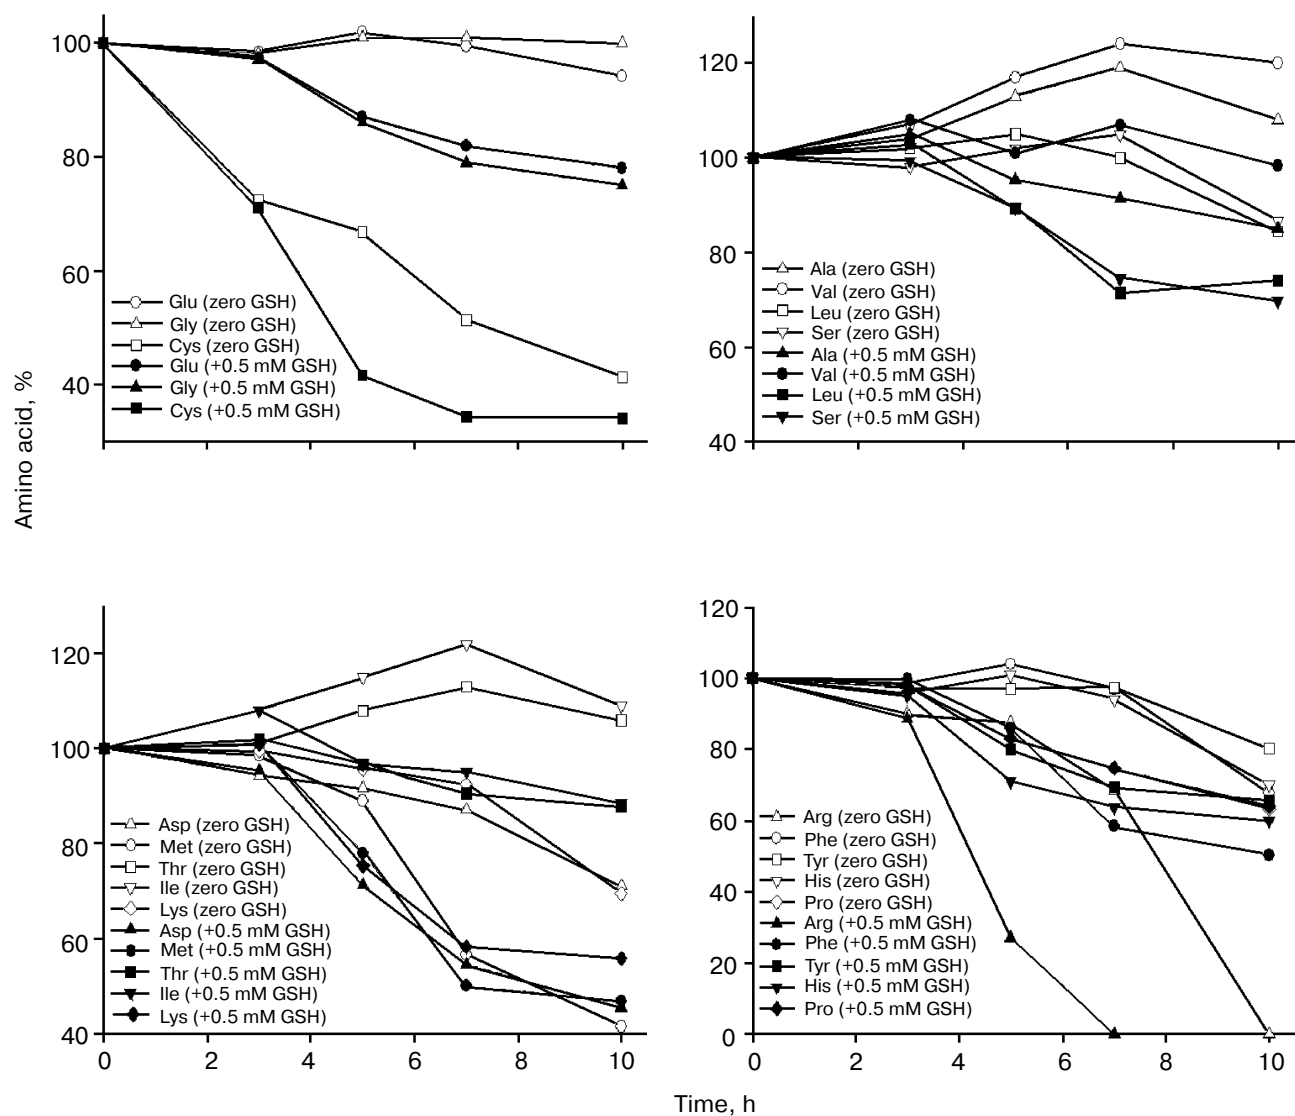 Amino acid, %
100
80
60
40
Glu (zero GSH)
Gly (zero GSH)
Cys (zero GSH)
Glu (+0.5 mM GSH)
Gly (+0.5 mM GSH)
Cys (+0.5 mM GSH)
120
100
80
60
40
Ala (zero GSH)
Val (zero GSH)
Leu (zero GSH)
Ser (zero GSH)
Ala (+0.5 mM GSH)
Val (+0.5 mM GSH)
Leu (+0.5 mM GSH)
Ser (+0.5 mM GSH)
120
100
80
60
40
Asp (zero GSH)
Met (zero GSH)
Thr (zero GSH)
Ile (zero GSH)
Lys (zero GSH)
Asp (+0.5 mM GSH)
Met (+0.5 mM GSH)
Thr (+0.5 mM GSH)
Ile (+0.5 mM GSH)
Lys (+0.5 mM GSH)
0 2 4 6 8 10
120
100
80
60
40
20
0
Arg (zero GSH)
Phe (zero GSH)
Tyr (zero GSH)
His (zero GSH)
Pro (zero GSH)
Arg (+0.5 mM GSH)
Phe (+0.5 mM GSH)
Tyr (+0.5 mM GSH)
His (+0.5 mM GSH)
Pro (+0.5 mM GSH)
0 2 4 6 8 10
Time, h